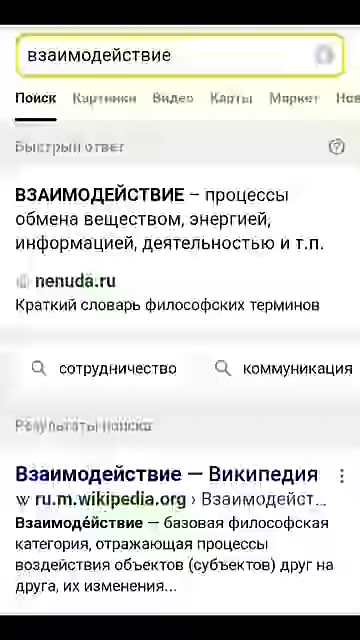 взаимодействие
Поиск Картинки Видео Карты Маркет Нов
Быстрый ответ
ВЗАИМОДЕЙСТВИЕ – процессы
обмена веществом, энергией,
информацией, деятельностью и т.п.
nenuda.ru
Краткий словарь философских терминов
сотрудничество коммуникация
Результаты поиска
Взаимодействие — Википедия
w ru.m.wikipedia.org › Взаимодейст...
Взаимоде́йствие — базовая философская
категория, отражающая процессы
воздействия объектов (субъектов) друг на
друга, их изменения...